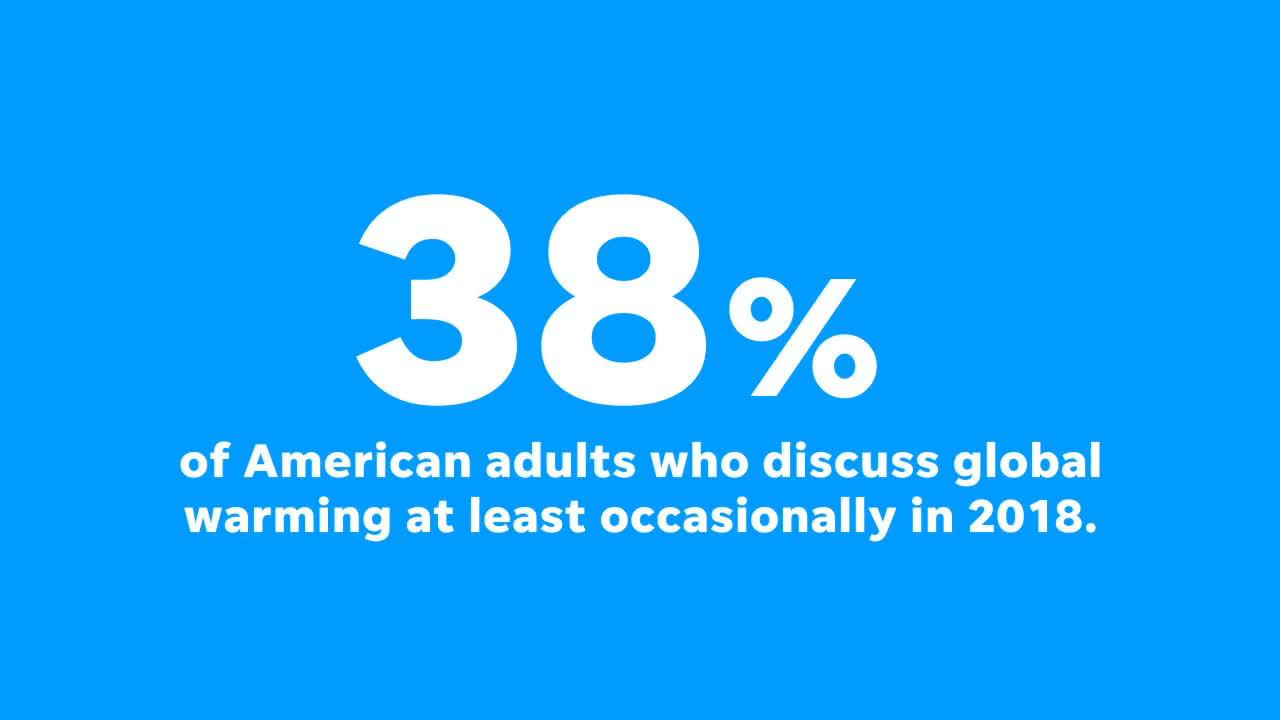 38%
of American adults who discuss global
warming at least occasionally in 2018.